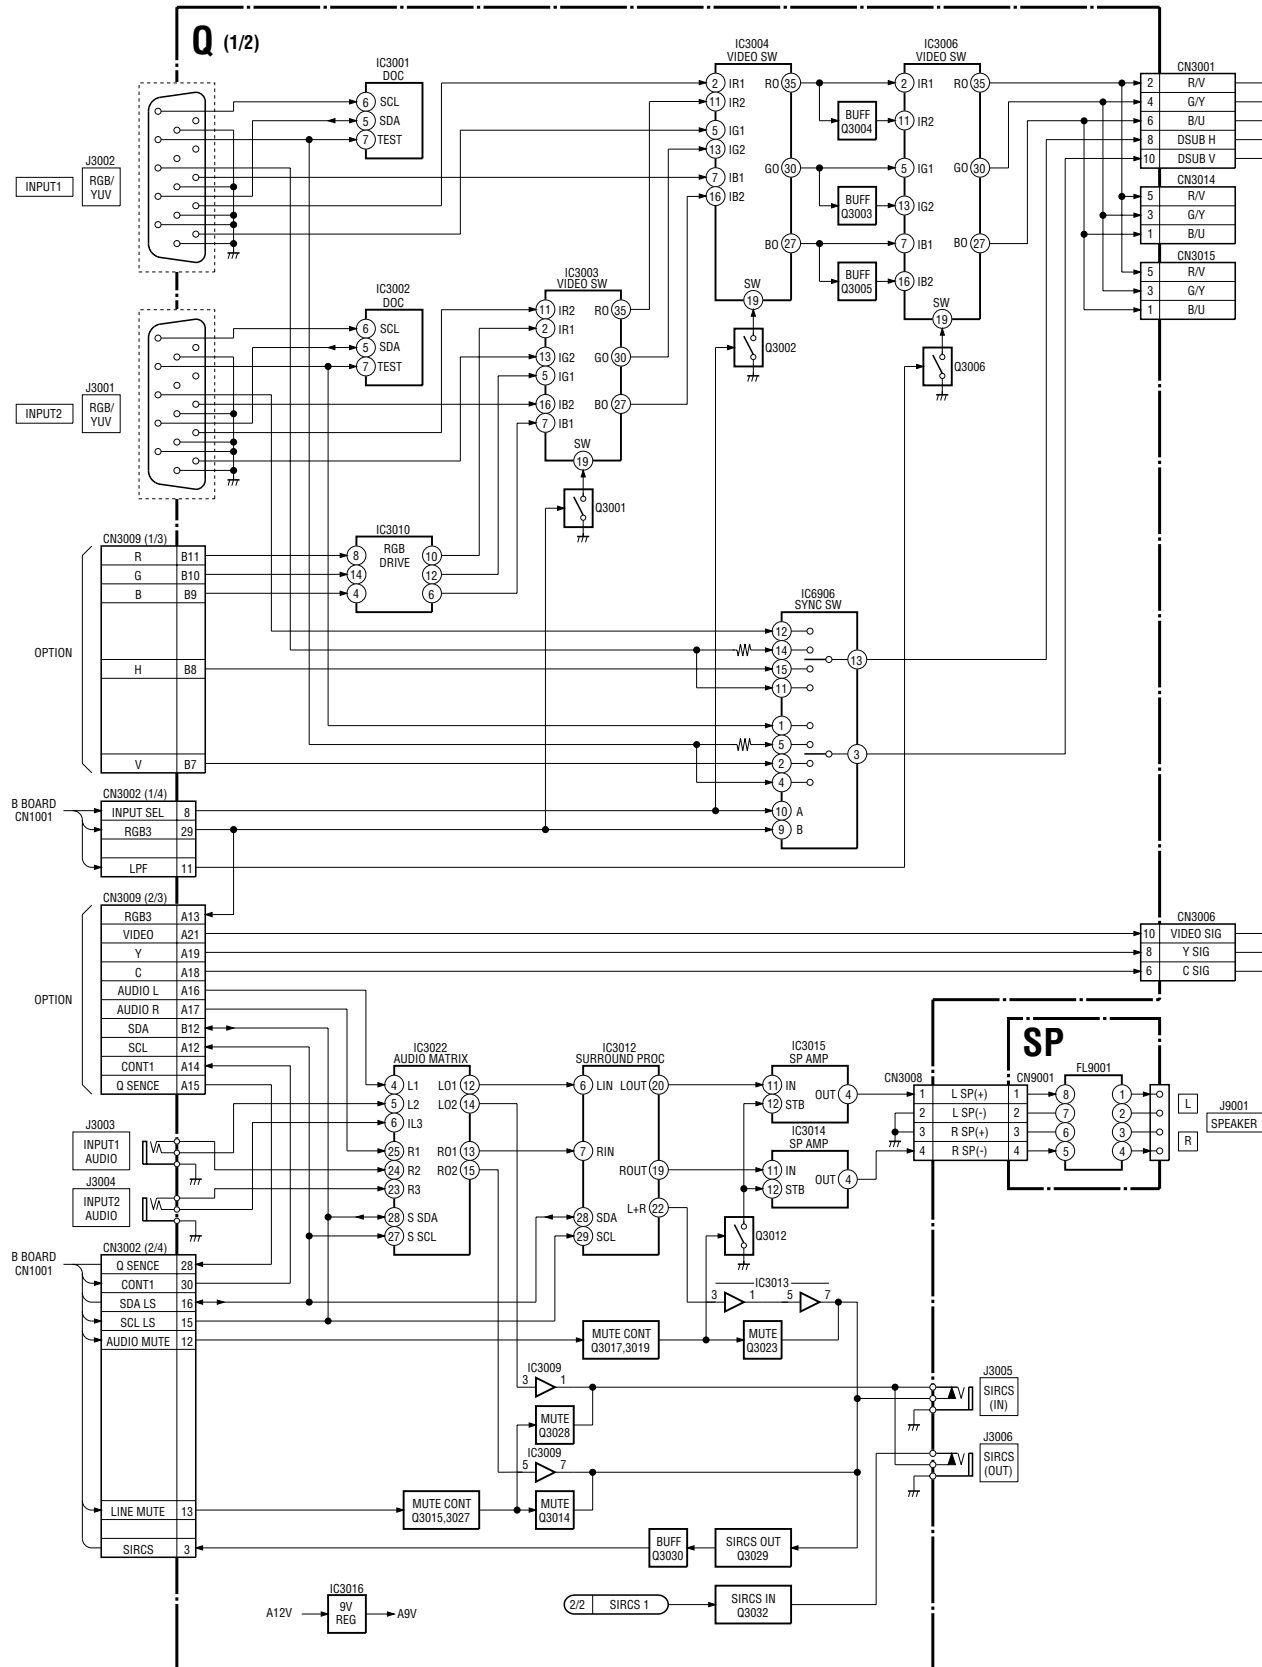 Q (1/2)
IC3001
DOC
6 SCL
5 SDA
7 TEST
J3002
RGB/
YUV
INPUT1
IC3004
VIDEO SW
2 IR1
11 IR2
5 IG1
13 IG2
7 IB1
16 IB2
RO 35
GO 30
BO 27
SW
19
Q3002
BUFF
Q3004
BUFF
Q3003
BUFF
Q3005
IC3006
VIDEO SW
2 IR1
11 IR2
5 IG1
13 IG2
7 IB1
16 IB2
RO 35
GO 30
BO 27
SW
19
Q3006
CN3001
2 R/V
4 G/Y
6 B/U
8 DSUB H
10 DSUB V
CN3014
5 R/V
3 G/Y
1 B/U
CN3015
5 R/V
3 G/Y
1 B/U
IC3002
DOC
6 SCL
5 SDA
7 TEST
J3001
RGB/
YUV
INPUT2
IC3003
VIDEO SW
11 IR2
2 IR1
13 IG2
5 IG1
16 IB2
7 IB1
RO 35
GO 30
BO 27
SW
19
Q3001
CN3009 (1/3)
R B11
G B10
B B9
H B8
V B7
OPTION
IC3010
RGB
DRIVE
8 10
14 12
4 6
IC6906
SYNC SW
12
14
15
11
13
1
5
2
4
3
10 A
9 B
B BOARD
CN1001
CN3002 (1/4)
INPUT SEL 8
RGB3 29
LPF 11
CN3009 (2/3)
RGB3 A13
VIDEO A21
Y A19
C A18
AUDIO L A16
AUDIO R A17
SDA B12
SCL A12
CONT1 A14
Q SENCE A15
OPTION
CN3006
10 VIDEO SIG
8 Y SIG
6 C SIG
IC3022
AUDIO MATRIX
4 L1
5 L2
6 IL3
25 R1
24 R2
23 R3
28 S SDA
27 S SCL
LO1 12
LO2 14
RO1 13
RO2 15
IC3012
SURROUND PROC
6 LIN
7 RIN
28 SDA
29 SCL
LOUT 20
ROUT 19
L+R 22
IC3015
SP AMP
11 IN
12 STB
OUT 4
IC3014
SP AMP
11 IN
12 STB
OUT 4
Q3012
CN3008
1 L SP(+) 1
2 L SP(-) 2
3 R SP(+) 3
4 R SP(-) 4
SP
CN9001
FL9001
8 1
7 2
6 3
5 4
L
R
J9001
SPEAKER
J3003
INPUT1
AUDIO
J3004
INPUT2
AUDIO
B BOARD
CN1001
CN3002 (2/4)
Q SENCE 28
CONT1 30
SDA LS 16
SCL LS 15
AUDIO MUTE 12
LINE MUTE 13
SIRCS 3
IC3013
3 1 5 7
MUTE CONT
Q3017,3019
MUTE
Q3023
IC3009
3 1
MUTE
Q3028
IC3009
5 7
MUTE CONT
Q3015,3027
MUTE
Q3014
J3005
SIRCS
(IN)
J3006
SIRCS
(OUT)
BUFF
Q3030
SIRCS OUT
Q3029
2/2 SIRCS 1
SIRCS IN
Q3032
IC3016
A12V
9V
REG
A9V